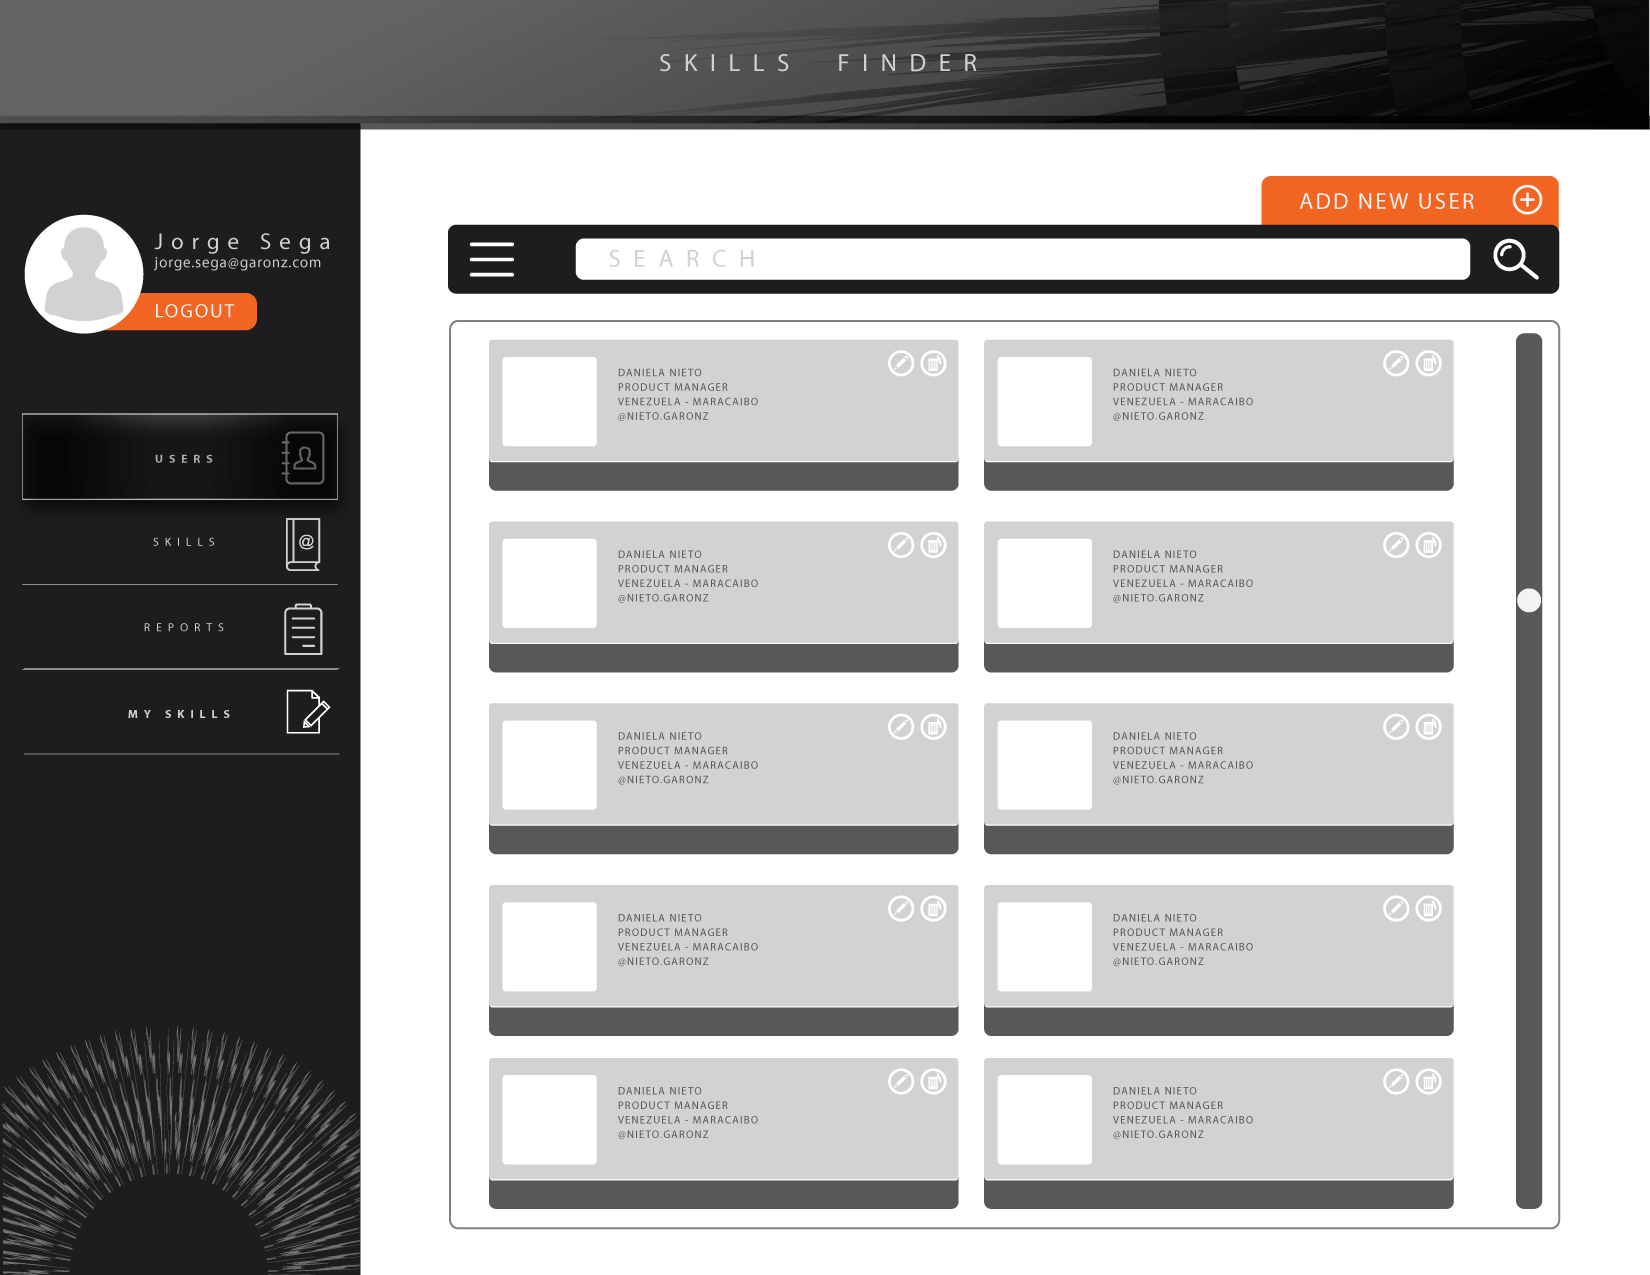 SKILLS FINDER
Jorge Sega
jorge.sega@garonz.com
LOGOUT
USERS
SKILLS
@
REPORTS
MY SKILLS
ADD NEW USER
SEARCH
DANIELA NIETO
PRODUCT MANAGER
VENEZUELA - MARACAIBO
@NIETO.GARONZ
DANIELA NIETO
PRODUCT MANAGER
VENEZUELA - MARACAIBO
@NIETO.GARONZ
DANIELA NIETO
PRODUCT MANAGER
VENEZUELA - MARACAIBO
@NIETO.GARONZ
DANIELA NIETO
PRODUCT MANAGER
VENEZUELA - MARACAIBO
@NIETO.GARONZ
DANIELA NIETO
PRODUCT MANAGER
VENEZUELA - MARACAIBO
@NIETO.GARONZ
DANIELA NIETO
PRODUCT MANAGER
VENEZUELA - MARACAIBO
@NIETO.GARONZ
DANIELA NIETO
PRODUCT MANAGER
VENEZUELA - MARACAIBO
@NIETO.GARONZ
DANIELA NIETO
PRODUCT MANAGER
VENEZUELA - MARACAIBO
@NIETO.GARONZ
DANIELA NIETO
PRODUCT MANAGER
VENEZUELA - MARACAIBO
@NIETO.GARONZ
DANIELA NIETO
PRODUCT MANAGER
VENEZUELA - MARACAIBO
@NIETO.GARONZ